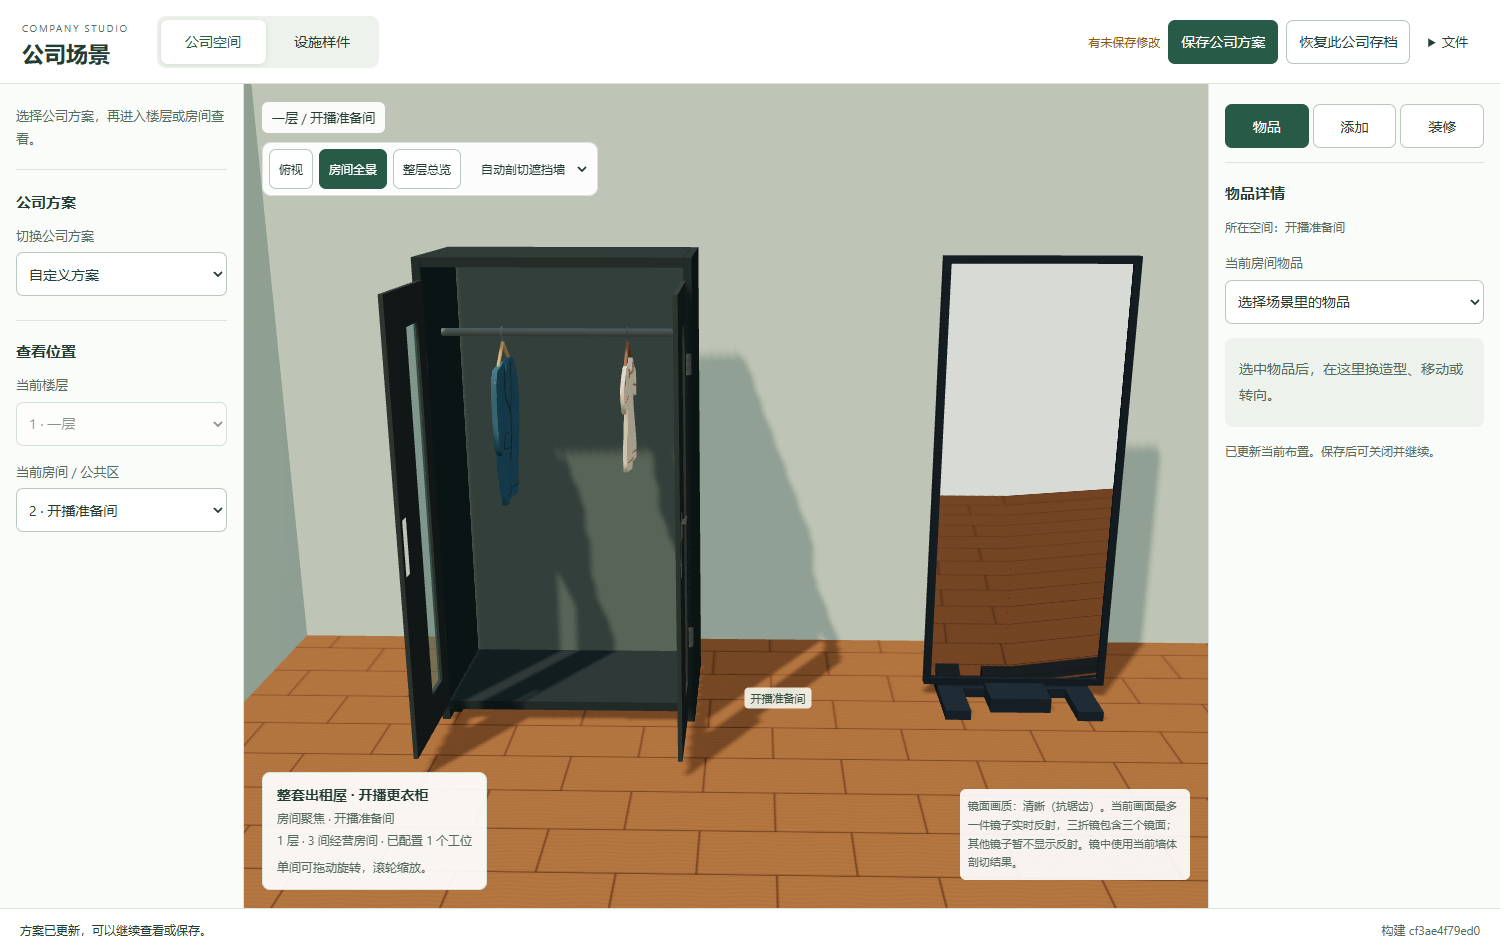 COMPANY STUDIO
公司场景
公司空间
设施样件
有未保存修改
保存公司方案
恢复此公司存档
▶ 文件
选择公司方案，再进入楼层或房间查
看。
公司方案
切换公司方案
自定义方案
查看位置
当前楼层
1 · 一层
当前房间 / 公共区
2 · 开播准备间
一层 / 开播准备间
俯视
房间全景
整层总览
自动剖切遮挡墙
开播准备间
整套出租屋 · 开播更衣柜
房间聚焦 · 开播准备间
1 层 · 3 间经营房间 · 已配置 1 个工位
单间可拖动旋转，滚轮缩放。
镜面画质：清晰（抗锯齿）。当前画面最多
一件镜子实时反射，三折镜包含三个镜面；
其他镜子暂不显示反射。镜中使用当前墙体
剖切结果。
物品
添加
装修
物品详情
所在空间：开播准备间
当前房间物品
选择场景里的物品
选中物品后，在这里换造型、移动或
转向。
已更新当前布置。保存后可关闭并继续。
方案已更新，可以继续查看或保存。
构建 cf3ae4f79ed0